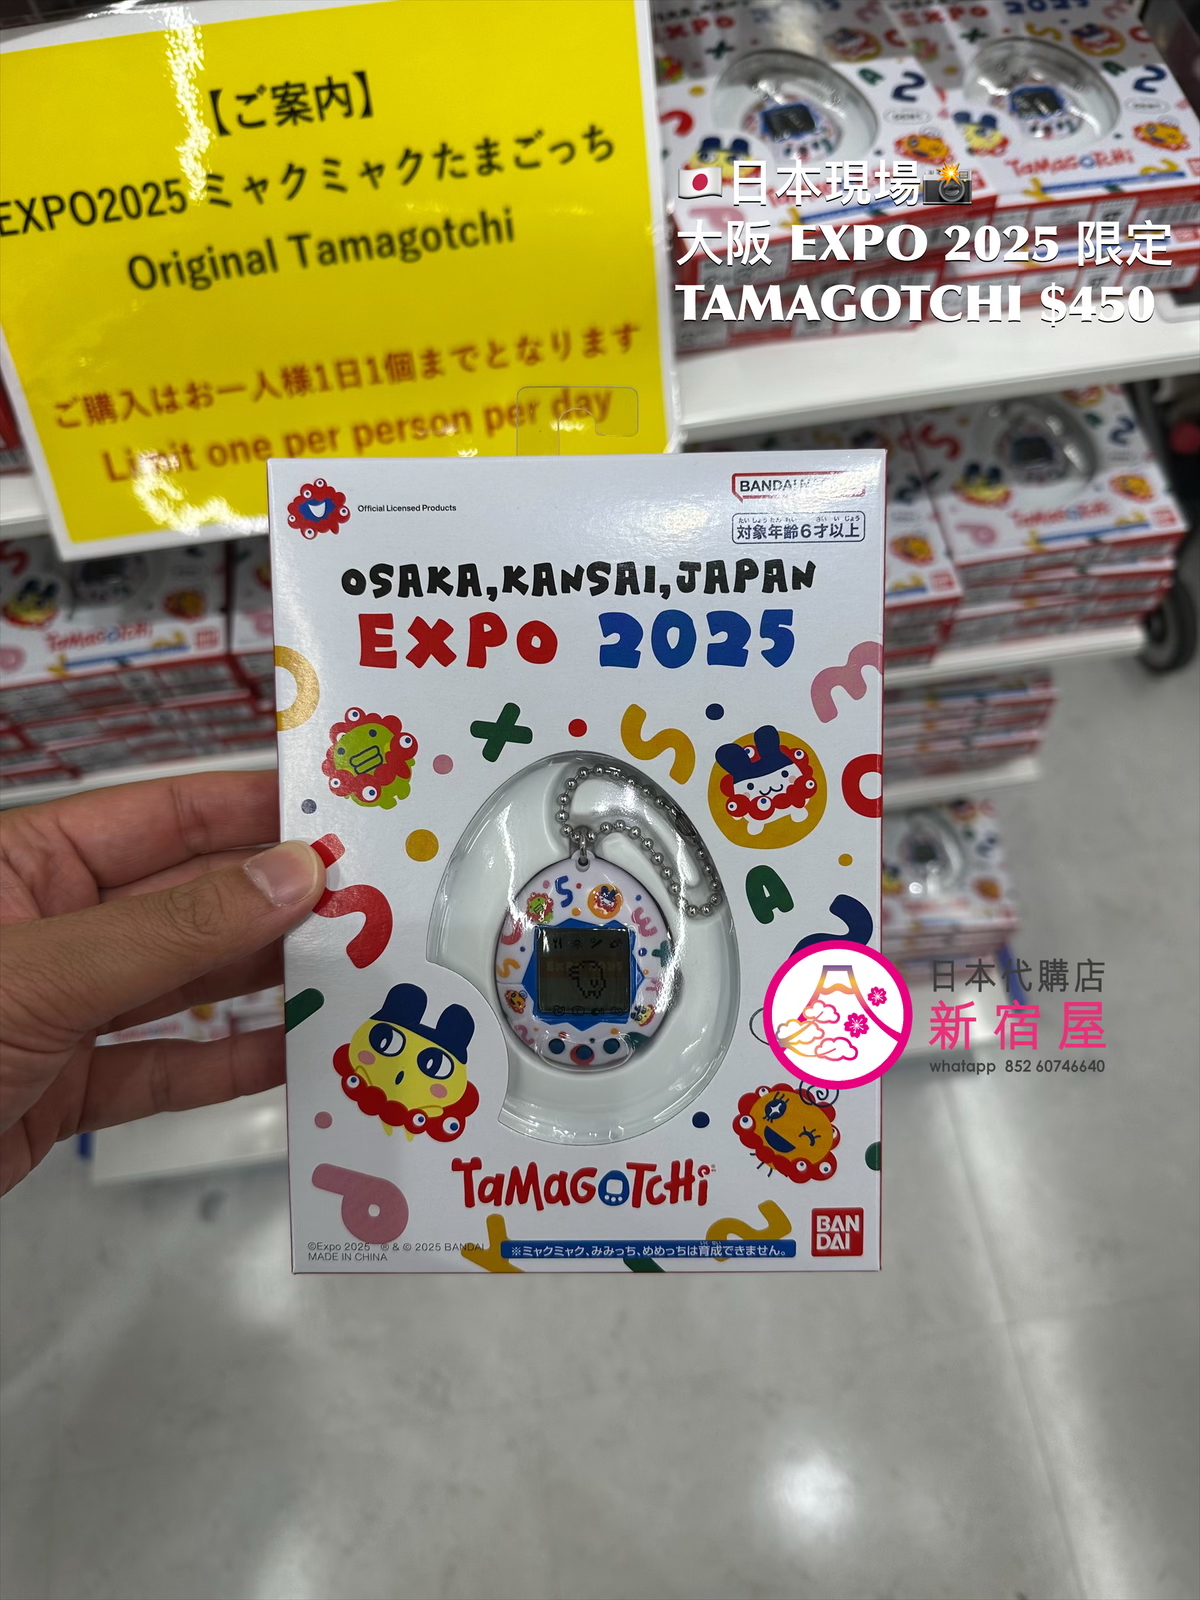 【ご案内】
EXPO2025 ミャクミャクたまごっち
Original Tamagotchi
ご購入はお一人様1日1個までとなります
Limit one per person per day
🇯🇵日本現場📸
大阪 EXPO 2025 限定
TAMAGOTCHI $450
Official Licensed Products
BANDAI
対象年齢6才以上
OSAKA,KANSAI,JAPAN
EXPO 2025
日本代購店
新宿屋
whatapp 852 60746640
TaMaGoTCHi
BAN
DAI
©Expo 2025 ® & © 2025 BANDAI
MADE IN CHINA
※ミャクミャク、みみっち、めめっちは育成できません。